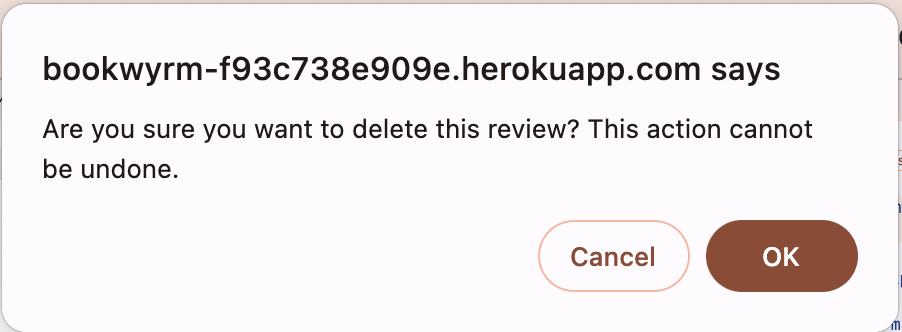 bookwyrm-f93c738e909e.herokuapp.com says
Are you sure you want to delete this review? This action cannot
be undone.
Cancel
OK